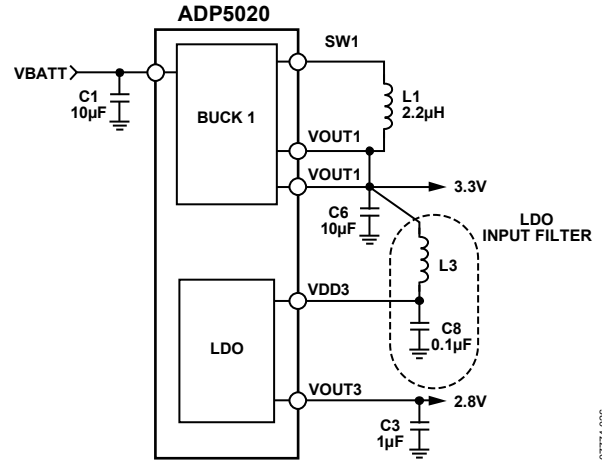 ADP5020
SW1
VBATT
C1
10µF
BUCK 1
L1
2.2µH
VOUT1
VOUT1
3.3V
C6
10µF
LDO
INPUT FILTER
L3
VDD3
C8
0.1µF
LDO
VOUT3
2.8V
C3
1µF